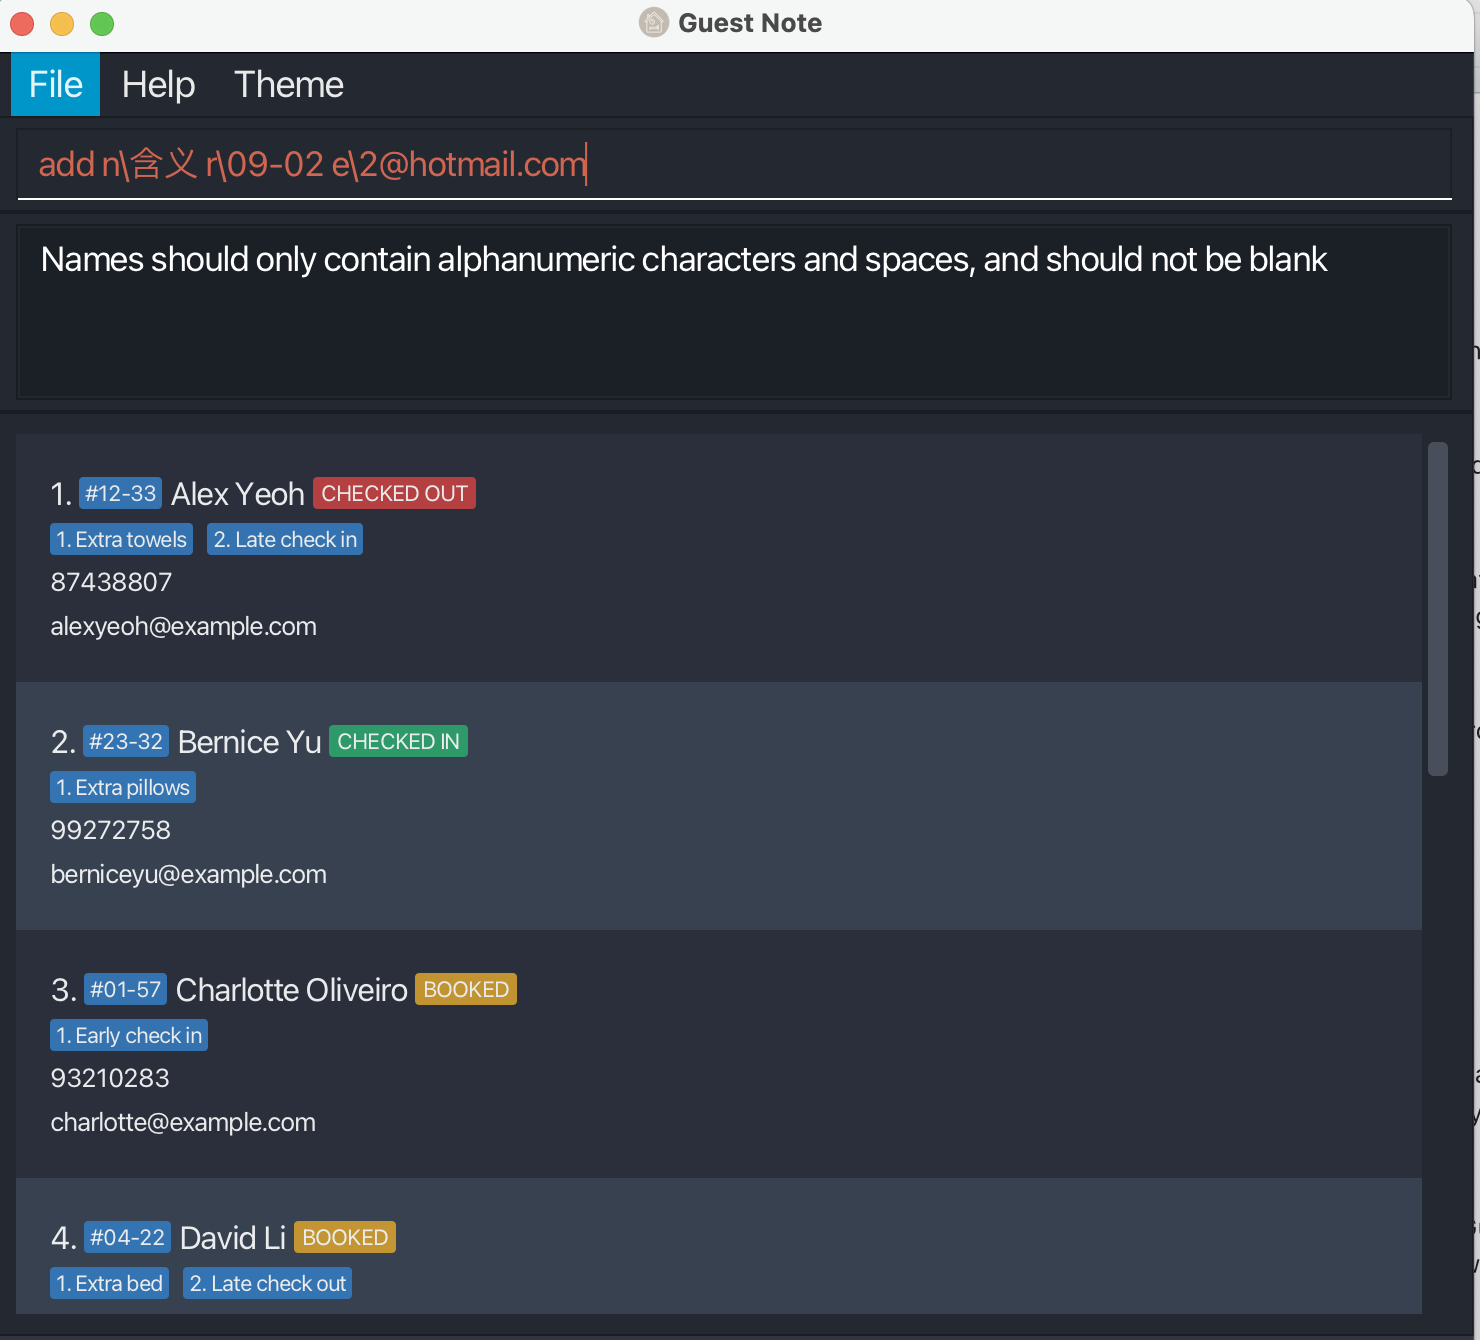 Guest Note
File Help Theme
add n\含义 r\09-02 e\2@hotmail.com
Names should only contain alphanumeric characters and spaces, and should not be blank
1. #12-33 Alex Yeoh CHECKED OUT
1. Extra towels 2. Late check in
87438807
alexyeoh@example.com
2. #23-32 Bernice Yu CHECKED IN
1. Extra pillows
99272758
berniceyu@example.com
3. #01-57 Charlotte Oliveiro BOOKED
1. Early check in
93210283
charlotte@example.com
4. #04-22 David Li BOOKED
1. Extra bed 2. Late check out